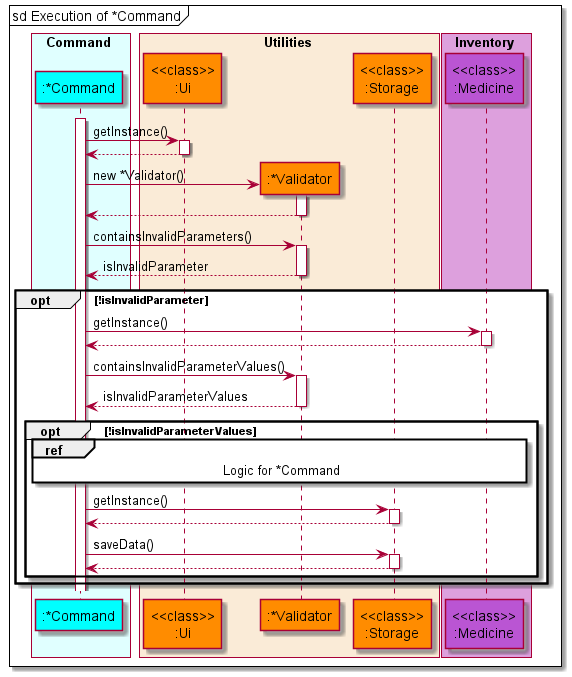 sd Execution of *Command
Command
Utilities
Inventory
:*Command
<<class>>
:Ui
<<class>>
:Storage
<<class>>
:Medicine
getInstance()
new *Validator()
:*Validator
containsInvalidParameters()
isInvalidParameter
opt [!isInvalidParameter]
getInstance()
containsInvalidParameterValues()
isInvalidParameterValues
opt [!isInvalidParameterValues]
ref
Logic for *Command
getInstance()
saveData()
:*Command
<<class>>
:Ui
:*Validator
<<class>>
:Storage
<<class>>
:Medicine